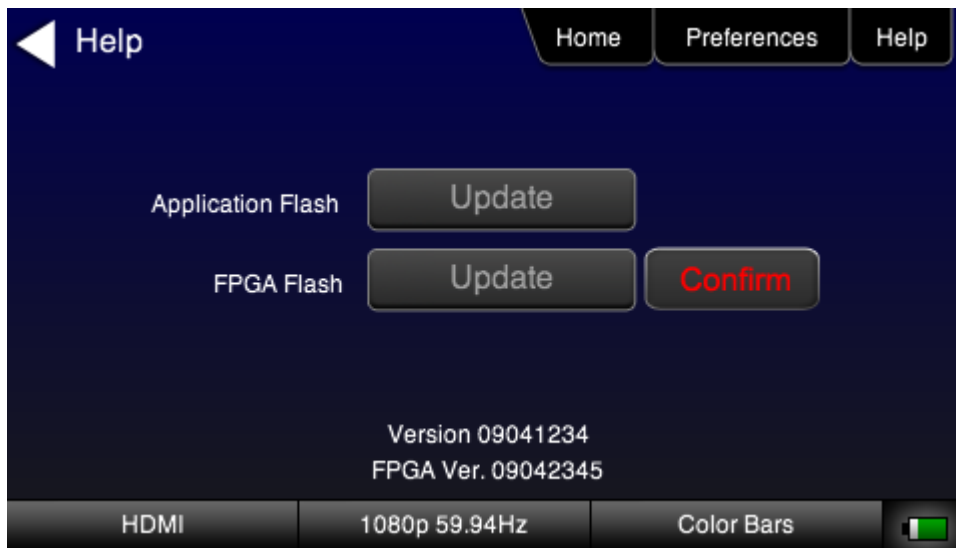 Help
Home
Preferences
Help
Application Flash
Update
FPGA Flash
Update
Confirm
Version 09041234
FPGA Ver. 09042345
HDMI
1080p 59.94Hz
Color Bars